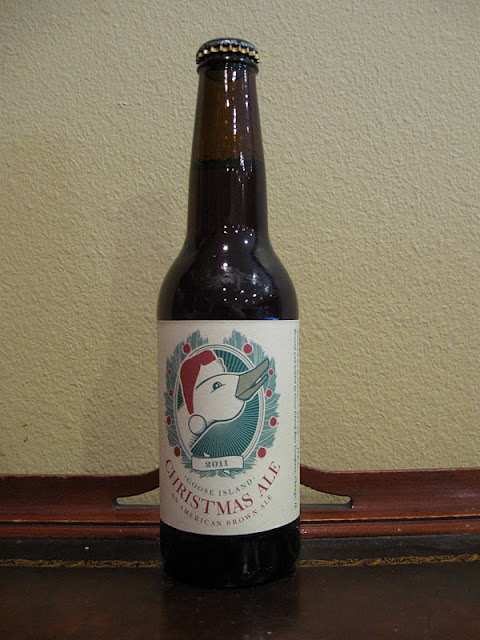 2011
GOOSE ISLAND
CHRISTMAS ALE
AN AMERICAN BROWN ALE